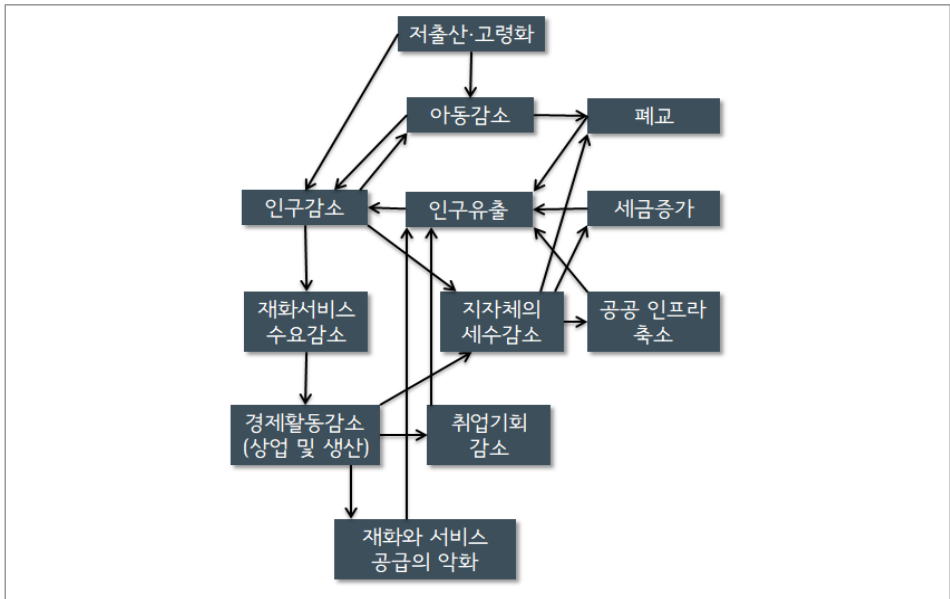 저출산·고령화
아동감소
폐교
인구감소
인구유출
세금증가
재화서비스
수요감소
지자체의
세수감소
공공 인프라
축소
경제활동감소
(상업 및 생산)
취업기회
감소
재화와 서비스
공급의 악화